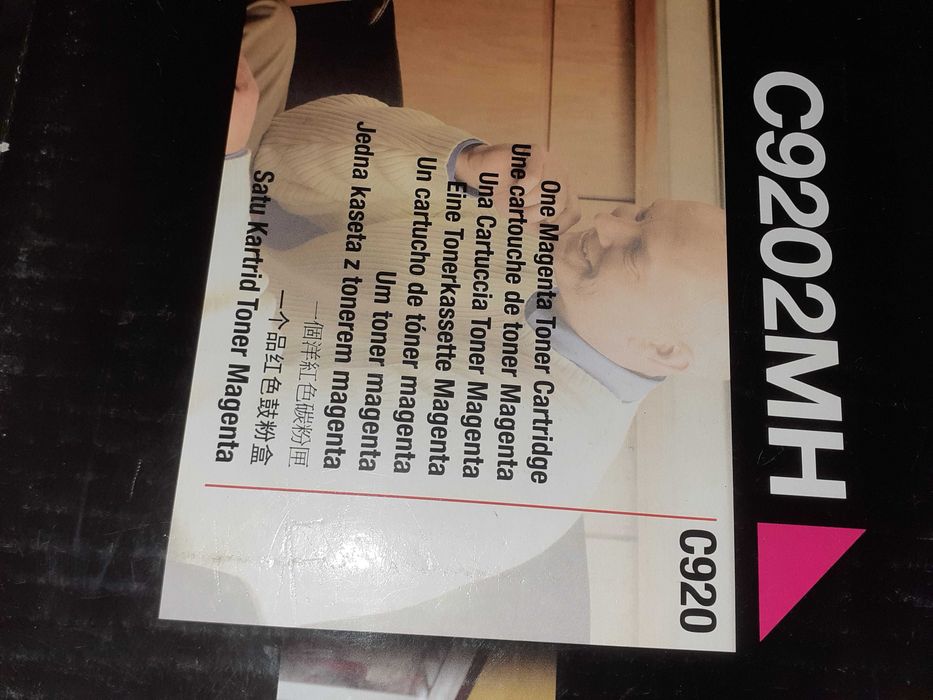 C9202MH
C920
One Magenta Toner Cartridge
Une cartouche de toner Magenta
Una Cartuccia Toner Magenta
Eine Tonerkassette Magenta
Un cartucho de tóner magenta
Um toner magenta
Jedna kaseta z tonerem magenta
一個洋紅色碳粉匣
一个品红色鼓粉盒
Satu Kartrid Toner Magenta